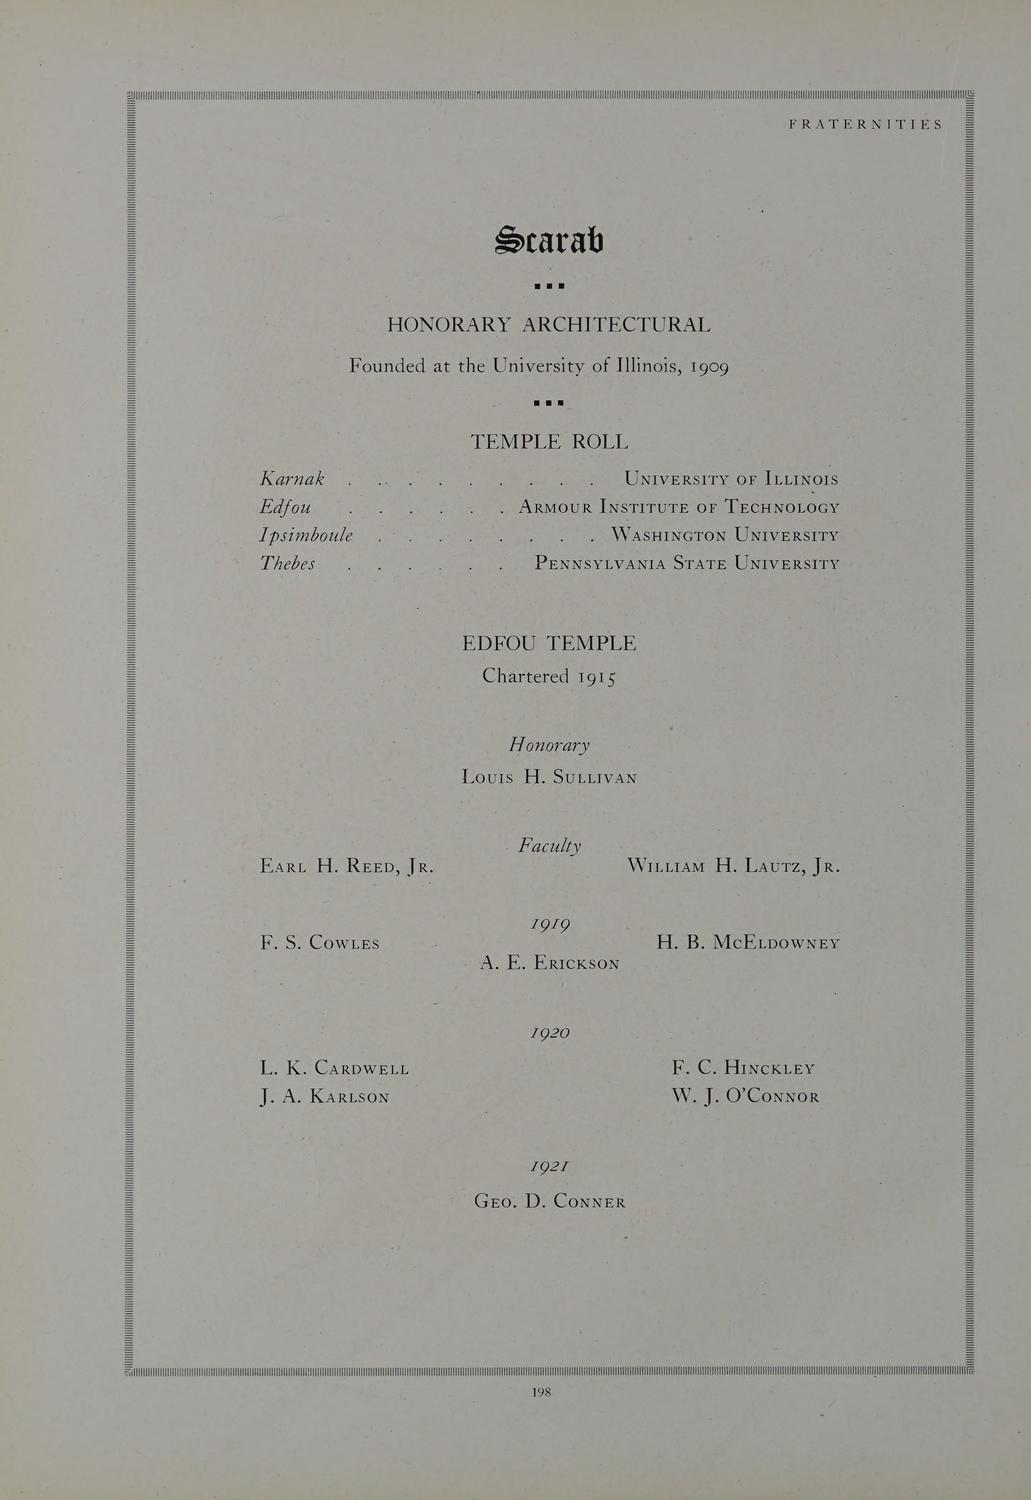 FRATERNITIES
Scarab
HONORARY ARCHITECTURAL
Founded at the University of Illinois, 1909
TEMPLE ROLL
Karnak . . . . . . . . . University of Illinois
Edfou . . . . . . Armour Institute of Technology
Ipsimboule . . . . . . . . Washington University
Thebes . . . . . . Pennsylvania State University
EDFOU TEMPLE
Chartered 1915
Honorary
Louis H. Sullivan
Faculty
Earl H. Reed, Jr. William H. Lautz, Jr.
1919
F. S. Cowles H. B. McEldowney
A. E. Erickson
1920
L. K. Cardwell F. C. Hinckley
J. A. Karlson W. J. O'Connor
1921
Geo. D. Conner
198